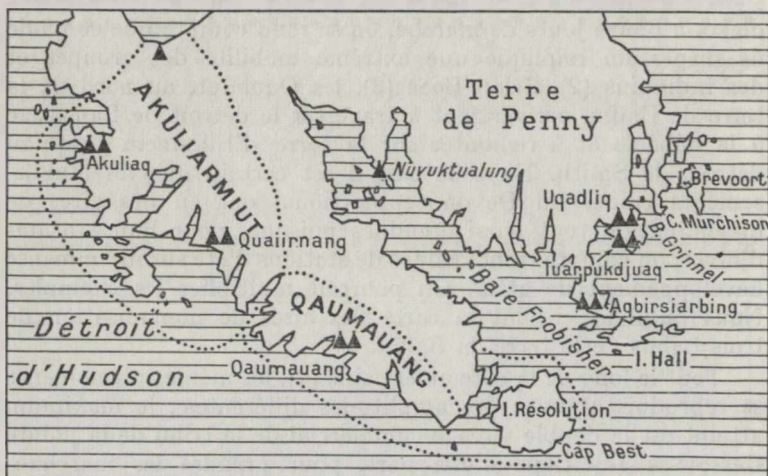 Terre
de Penny
AKULIARMIUT
Akuliaq
Nuvuktualung
I. Brevoort
Uqadliq
C. Murchison
B. Grinnel
Quaiirnang
Tuarpukdjuaq
Baie Frobisher
QAUMAUANG
Aqbirsiarbing
Détroit
d'Hudson
I. Hall
Qaumauang
I. Résolution
Cap Best